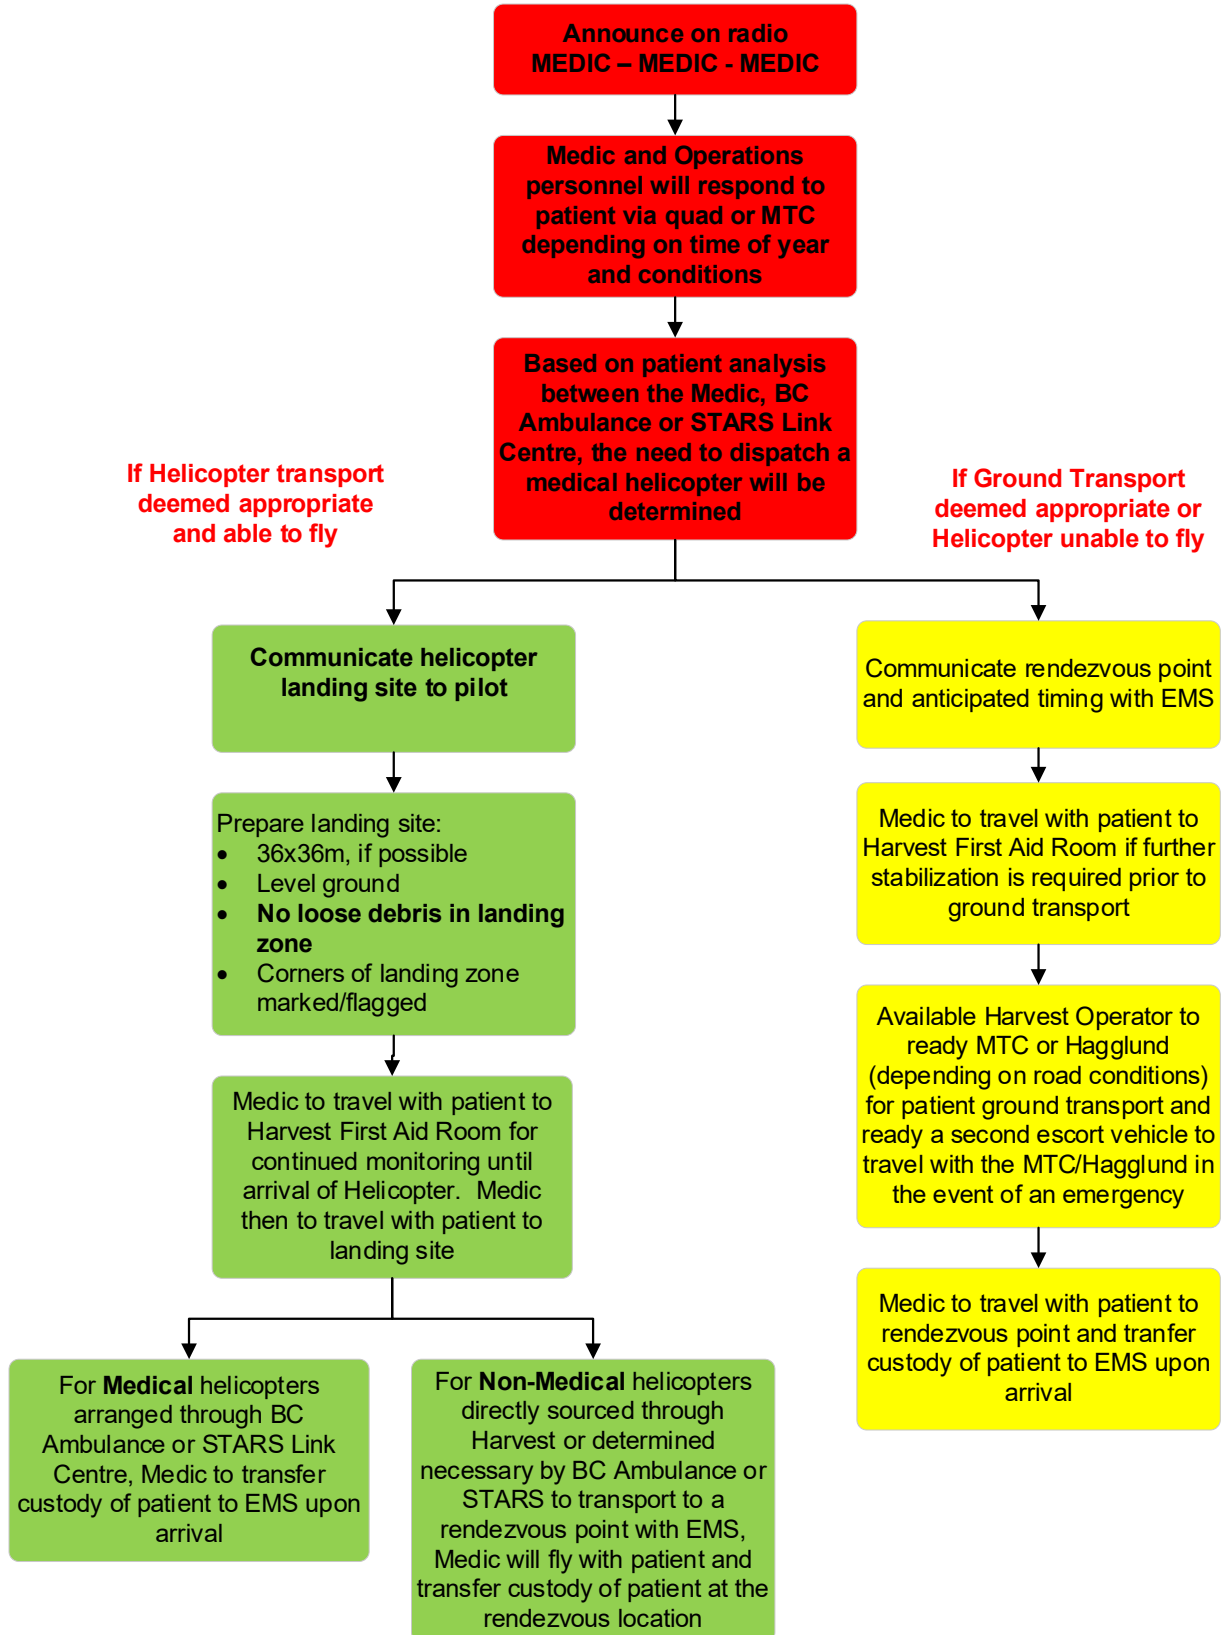 Announce on radio
MEDIC – MEDIC - MEDIC
Medic and Operations
personnel will respond to
patient via quad or MTC
depending on time of year
and conditions
Based on patient analysis
between the Medic, BC
Ambulance or STARS Link
Centre, the need to dispatch a
medical helicopter will be
determined
If Helicopter transport
deemed appropriate
and able to fly
If Ground Transport
deemed appropriate or
Helicopter unable to fly
Communicate helicopter
landing site to pilot
Prepare landing site:
• 36x36m, if possible
• Level ground
• No loose debris in landing
zone
• Corners of landing zone
marked/flagged
Medic to travel with patient to
Harvest First Aid Room for
continued monitoring until
arrival of Helicopter.  Medic
then to travel with patient to
landing site
For Medical helicopters
arranged through BC
Ambulance or STARS Link
Centre, Medic to transfer
custody of patient to EMS upon
arrival
For Non-Medical helicopters
directly sourced through
Harvest or determined
necessary by BC Ambulance or
STARS to transport to a
rendezvous point with EMS,
Medic will fly with patient and
transfer custody of patient at the
rendezvous location
Communicate rendezvous point
and anticipated timing with EMS
Medic to travel with patient to
Harvest First Aid Room if further
stabilization is required prior to
ground transport
Available Harvest Operator to
ready MTC or Hagglund
(depending on road conditions)
for patient ground transport and
ready a second escort vehicle to
travel with the MTC/Hagglund in
the event of an emergency
Medic to travel with patient to
rendezvous point and tranfer
custody of patient to EMS upon
arrival